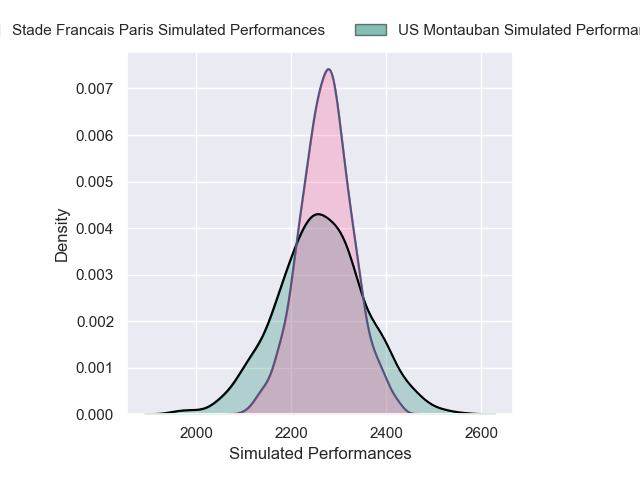 Stade Francais Paris Simulated Performances US Montauban Simulated
0.007
0.006
0.005
0.004
0.003
0.002
0.001
0.000
Density
2000 2200 2400 2600
Simulated Performances